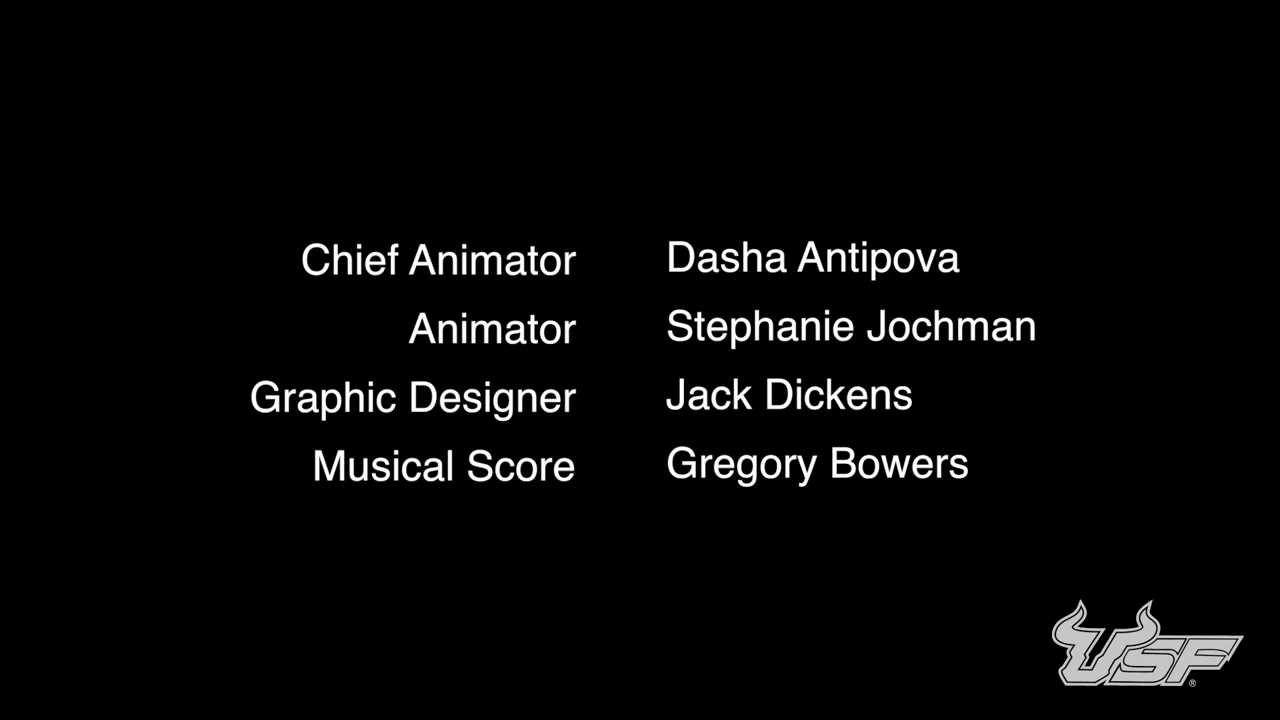 Chief Animator Dasha Antipova
Animator Stephanie Jochman
Graphic Designer Jack Dickens
Musical Score Gregory Bowers
USF®